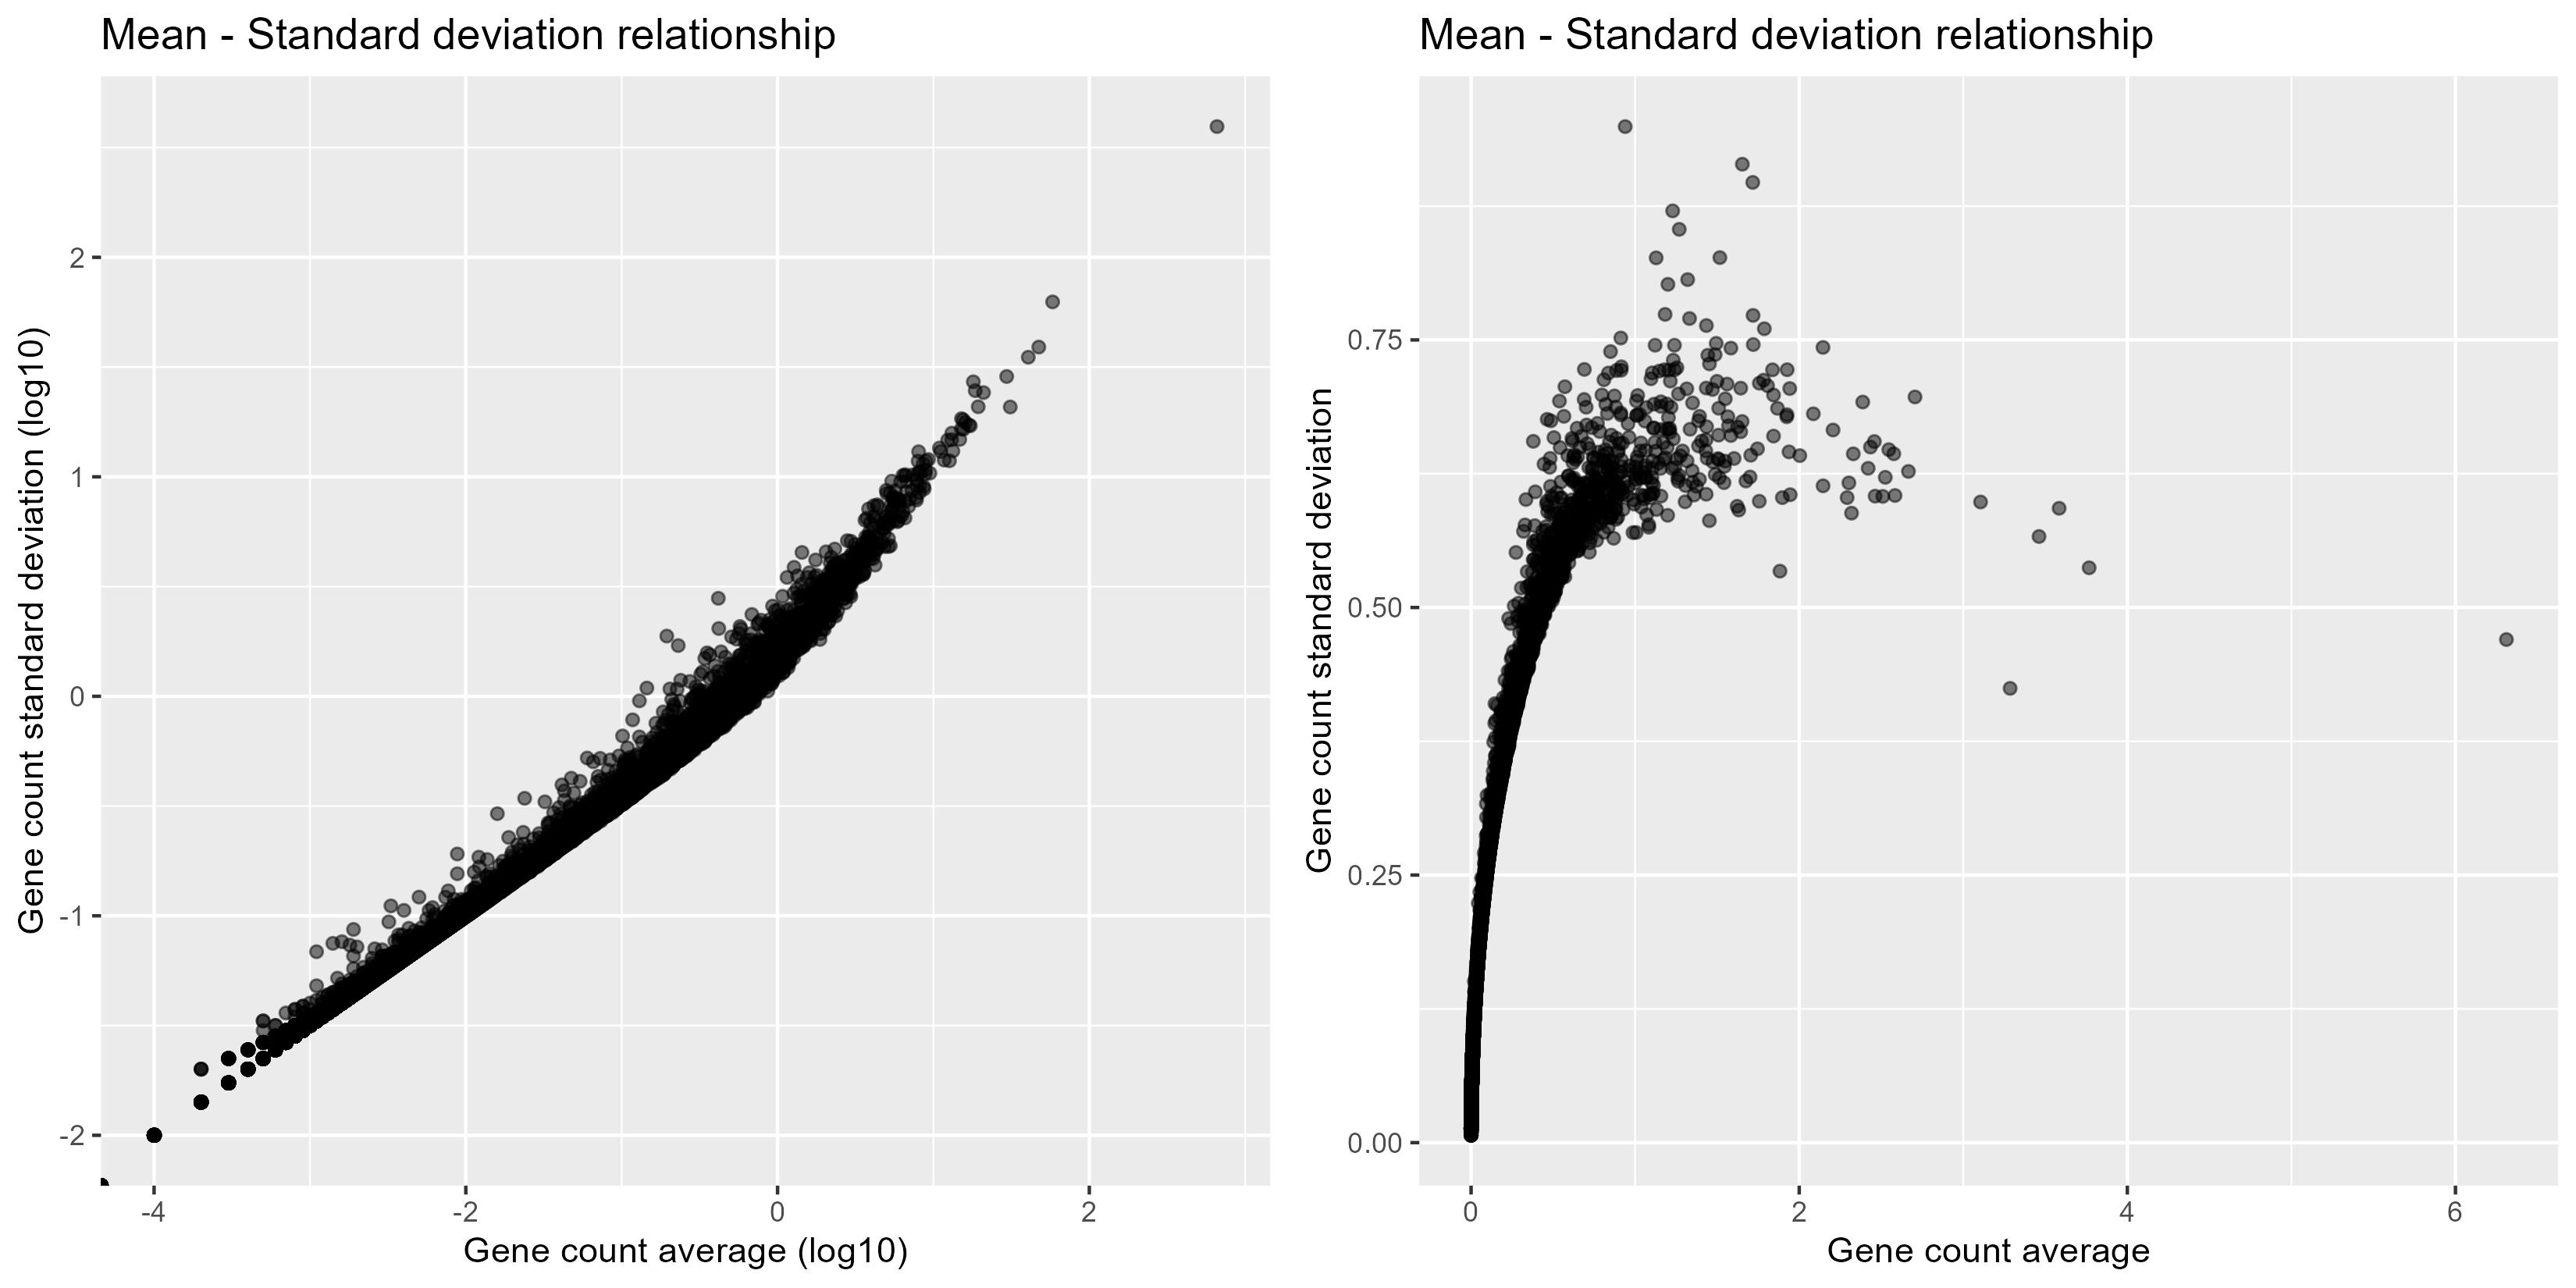 Mean - Standard deviation relationship
Gene count standard deviation (log10)
2
1
0
-1
-2
-4
-2
0
2
Gene count average (log10)
Mean - Standard deviation relationship
Gene count standard deviation
0.75
0.50
0.25
0.00
0
2
4
6
Gene count average